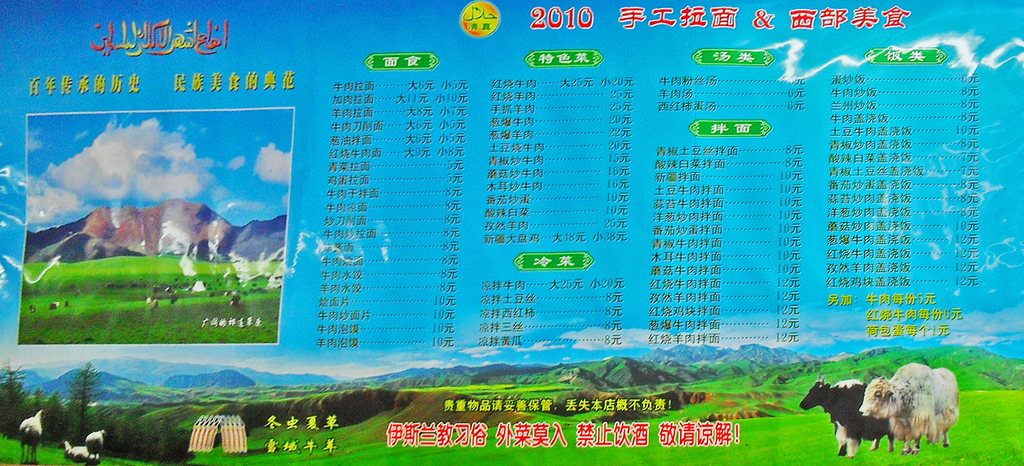 حلال
清真
2010 手工拉面 & 西部美食
百年传承的历史 民族美食的典范
广阔的祁连草原
面食
牛肉拉面 大6元 小5元
加肉拉面 大11元 小10元
羊肉拉面 大8元 小7元
牛肉刀削面 大6元 小5元
葱油拌面 大6元 小5元
红烧牛肉面 大9元 小8元
青菜拉面 5元
鸡蛋拉面 5元
牛肉干拌面 8元
牛肉凉面 8元
炒刀削面 8元
牛肉炒拉面 8元
8元
8元
牛肉水饺 8元
羊肉水饺 8元
烩面片 10元
牛肉炒面片 10元
牛肉泡馍 10元
羊肉泡馍 10元
特色菜
红烧牛肉 大25元 小20元
红烧羊肉 25元
手抓羊肉 25元
葱爆牛肉 20元
葱爆羊肉 22元
土豆烧牛肉 20元
青椒炒牛肉 15元
蘑菇炒牛肉 16元
木耳炒牛肉 16元
番茄炒蛋 10元
酸辣白菜 10元
孜然羊肉 25元
新疆大盘鸡 大48元 小38元
冷菜
凉拌牛肉 大25元 小20元
凉拌土豆丝 8元
凉拌西红柿 8元
凉拌三丝 8元
凉拌黄瓜 8元
汤类
牛肉粉丝汤
羊肉汤 6元
西红柿蛋汤 6元
拌面
青椒土豆丝拌面 8元
酸辣白菜拌面 8元
新疆拌面 10元
土豆牛肉拌面 10元
蒜苔牛肉拌面 10元
洋葱炒肉拌面 10元
番茄炒蛋拌面 10元
青椒牛肉拌面 10元
木耳牛肉拌面 10元
蘑菇牛肉拌面 10元
红烧牛肉拌面 12元
孜然羊肉拌面 12元
红烧鸡块拌面 12元
葱爆牛肉拌面 12元
红烧羊肉拌面 12元
饭类
蛋炒饭 6元
牛肉炒饭 8元
兰州炒饭 8元
牛肉盖浇饭 8元
土豆牛肉盖浇饭 10元
青椒炒肉盖浇饭 8元
酸辣白菜盖浇饭 7元
青椒土豆丝盖浇饭 7元
番茄炒蛋盖浇饭 8元
蒜苔炒肉盖浇饭 8元
洋葱炒肉盖浇饭 8元
蘑菇炒肉盖浇饭 10元
葱爆牛肉盖浇饭 12元
红烧牛肉盖浇饭 12元
孜然羊肉盖浇饭 12元
红烧鸡块盖浇饭 12元
另加：牛肉每份5元
红烧牛肉每份6元
荷包蛋每个1元
冬虫夏草
雪域牛羊
贵重物品请妥善保管，丢失本店概不负责！
伊斯兰教习俗 外菜莫入 禁止饮酒 敬请谅解！